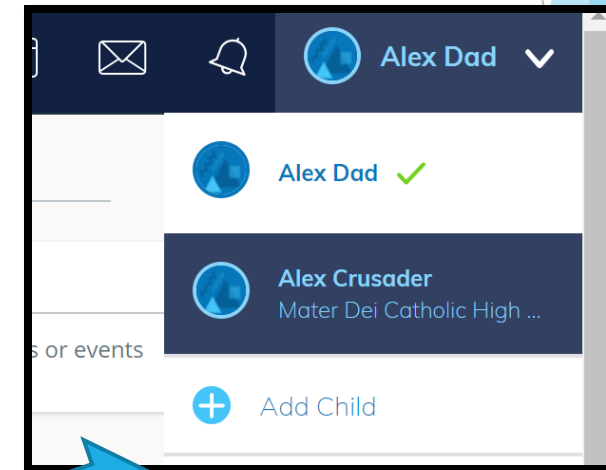 Alex Dad
Alex Dad
Alex Crusader
Mater Dei Catholic High ...
s or events
Add Child